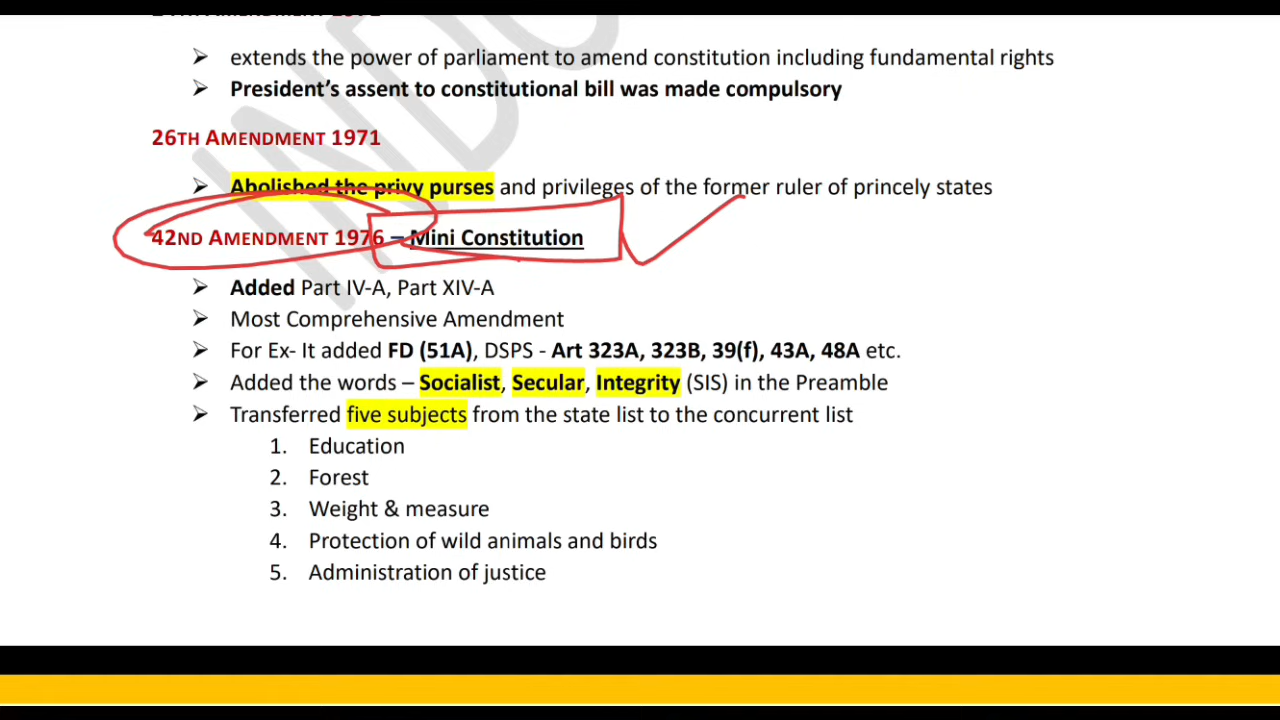 ➢ extends the power of parliament to amend constitution including fundamental rights
➢ President's assent to constitutional bill was made compulsory
26TH AMENDMENT 1971
➢ Abolished the privy purses and privileges of the former ruler of princely states
42ND AMENDMENT 1976 – Mini Constitution
➢ Added Part IV-A, Part XIV-A
➢ Most Comprehensive Amendment
➢ For Ex- It added FD (51A), DSPS - Art 323A, 323B, 39(f), 43A, 48A etc.
➢ Added the words – Socialist, Secular, Integrity (SIS) in the Preamble
➢ Transferred five subjects from the state list to the concurrent list
1. Education
2. Forest
3. Weight & measure
4. Protection of wild animals and birds
5. Administration of justice